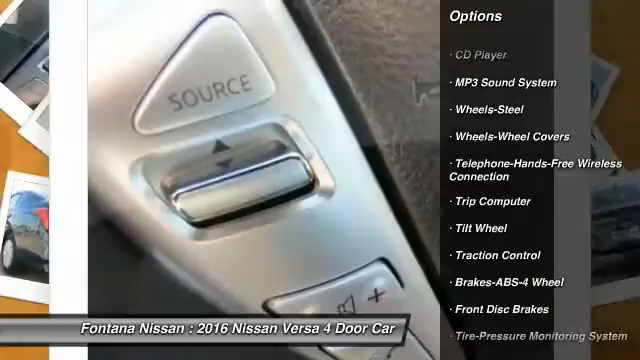 SOURCE
+
Options
· CD Player
· MP3 Sound System
· Wheels-Steel
· Wheels-Wheel Covers
· Telephone-Hands-Free Wireless
Connection
· Trip Computer
· Tilt Wheel
· Traction Control
· Brakes-ABS-4 Wheel
· Front Disc Brakes
· Tire-Pressure Monitoring System
Fontana Nissan : 2016 Nissan Versa 4 Door Car